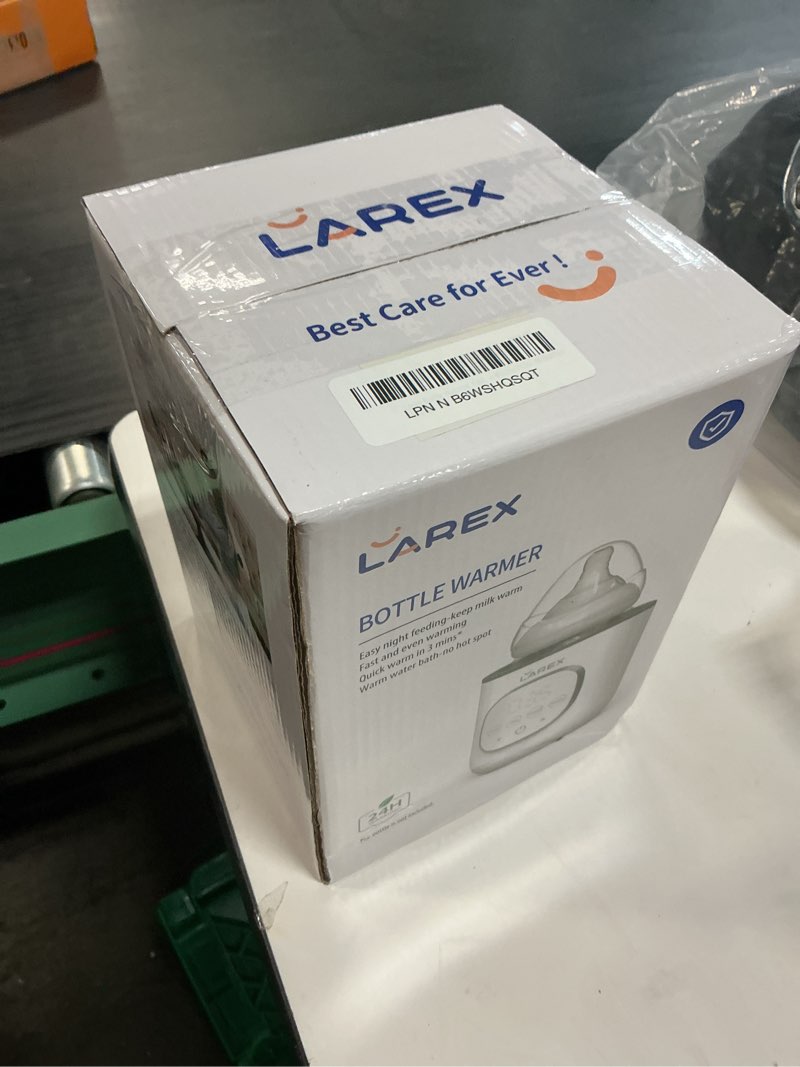 LAREX
Best Care for Ever !
LPN N B6WSHQSQT
LAREX
BOTTLE WARMER
Easy night feeding-keep milk warm
Fast and even warming
Quick warm in 3 mins*
Warm water bath-no hot spot
LAREX
24H